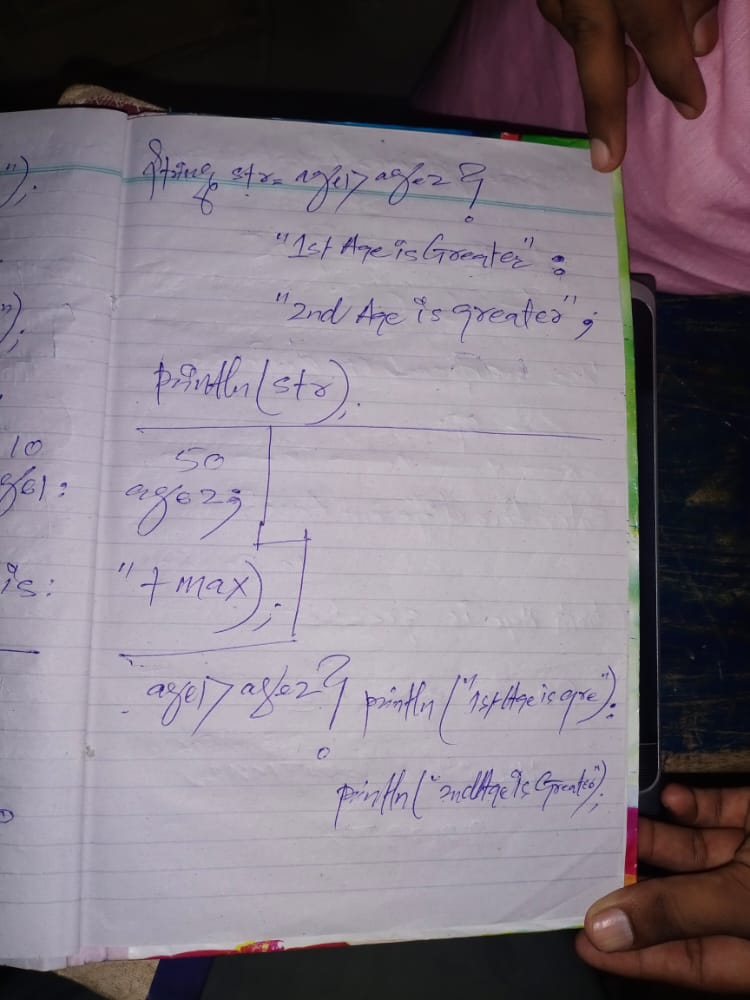 ");
String str = age1 > age2 ?
"1st Age is Greater" :
"2nd Age is greater" ;
");
println(str);
10 50
age1 : age2;
is: "+ max);
age1 > age2 ? println("1st Age is gre"):
println("2nd Age is Greater");